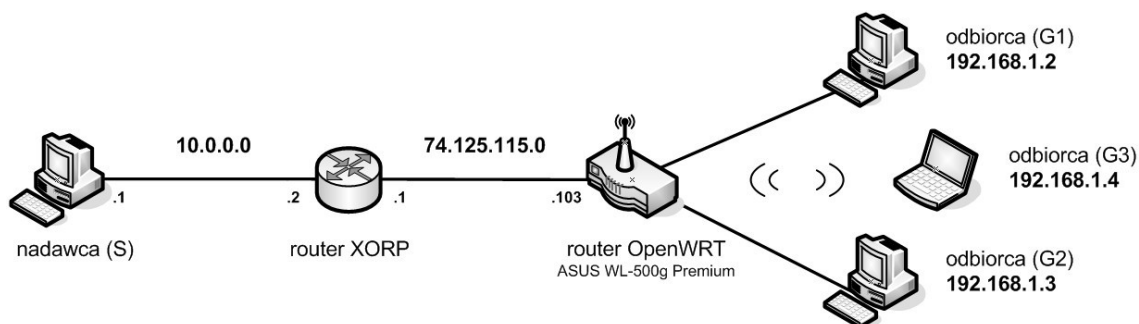 odbiorca (G1)
192.168.1.2
10.0.0.0
74.125.115.0
odbiorca (G3)
192.168.1.4
.1
.2
.1
.103
nadawca (S)
router XORP
router OpenWRT
ASUS WL-500g Premium
odbiorca (G2)
192.168.1.3